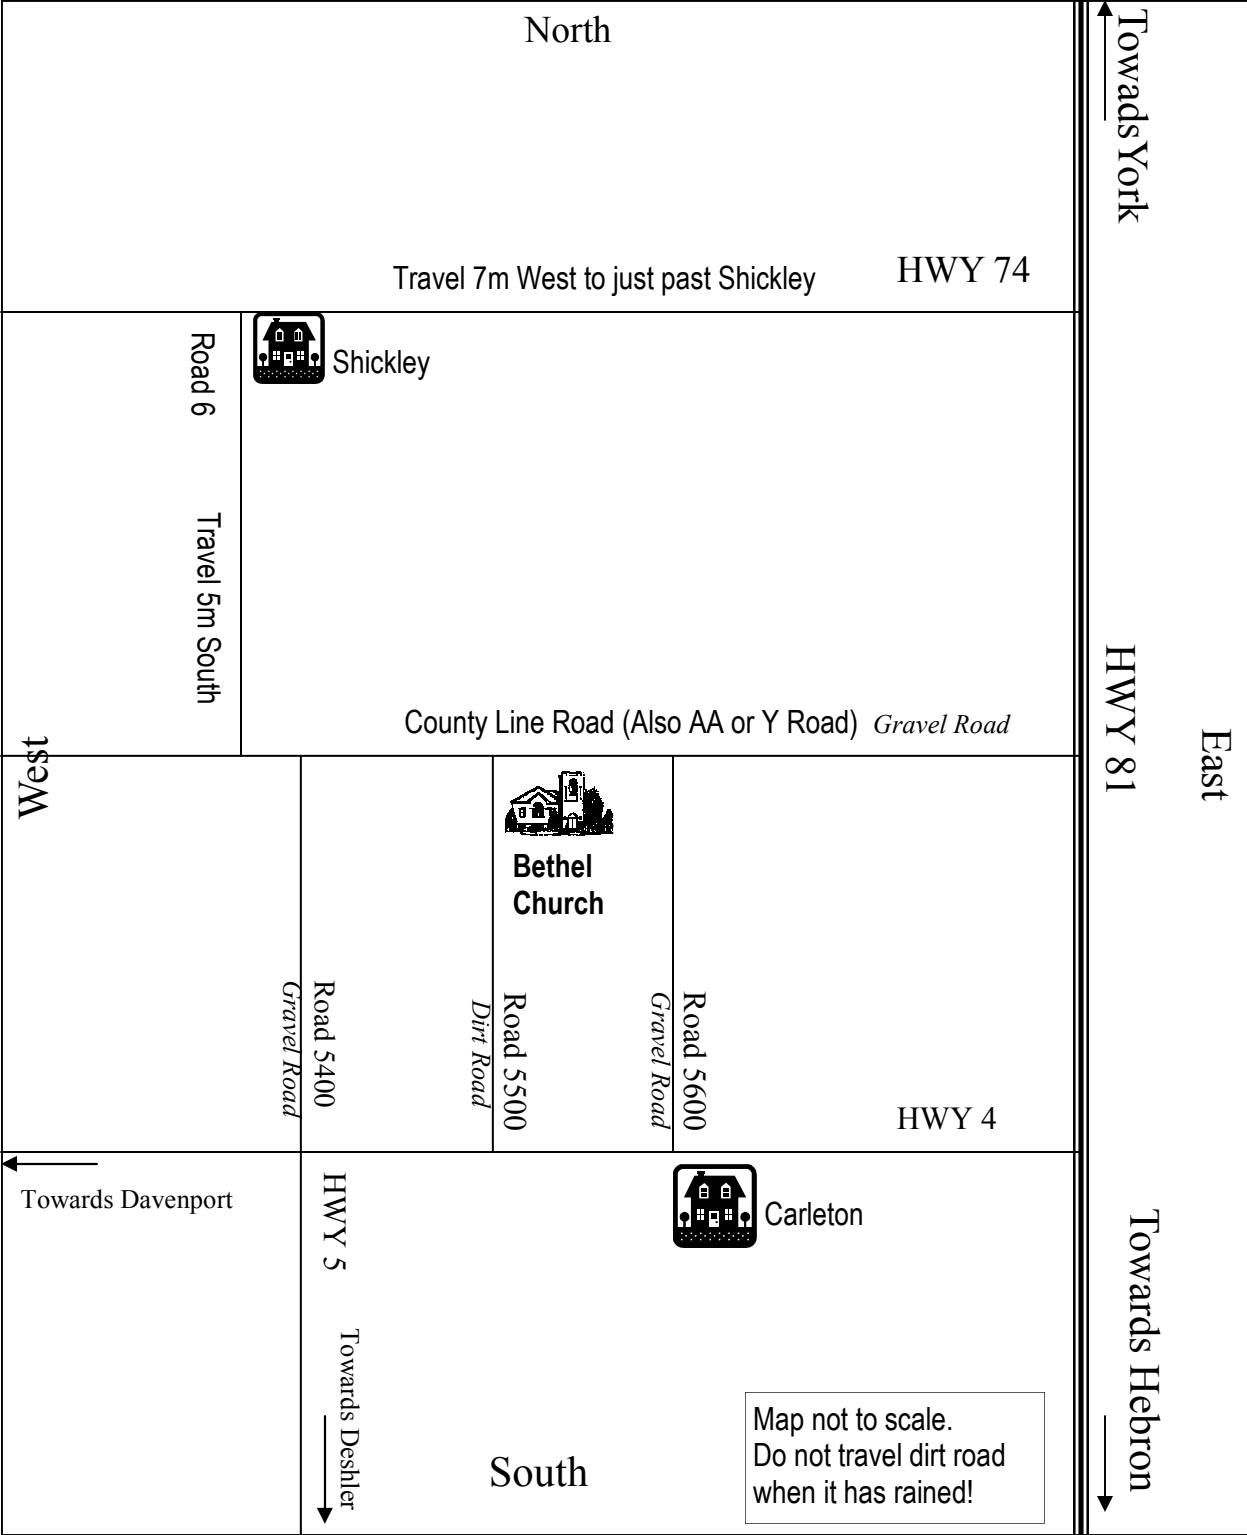 North
TowadsYork
Travel 7m West to just past Shickley
HWY 74
Road 6
Shickley
Travel 5m South
HWY 81
East
West
County Line Road (Also AA or Y Road) Gravel Road
Bethel
Church
Road 5400
Gravel Road
Road 5500
Dirt Road
Road 5600
Gravel Road
HWY 4
Towards Davenport
HWY 5
Carleton
Towards Deshler
Towards Hebron
South
Map not to scale.
Do not travel dirt road
when it has rained!